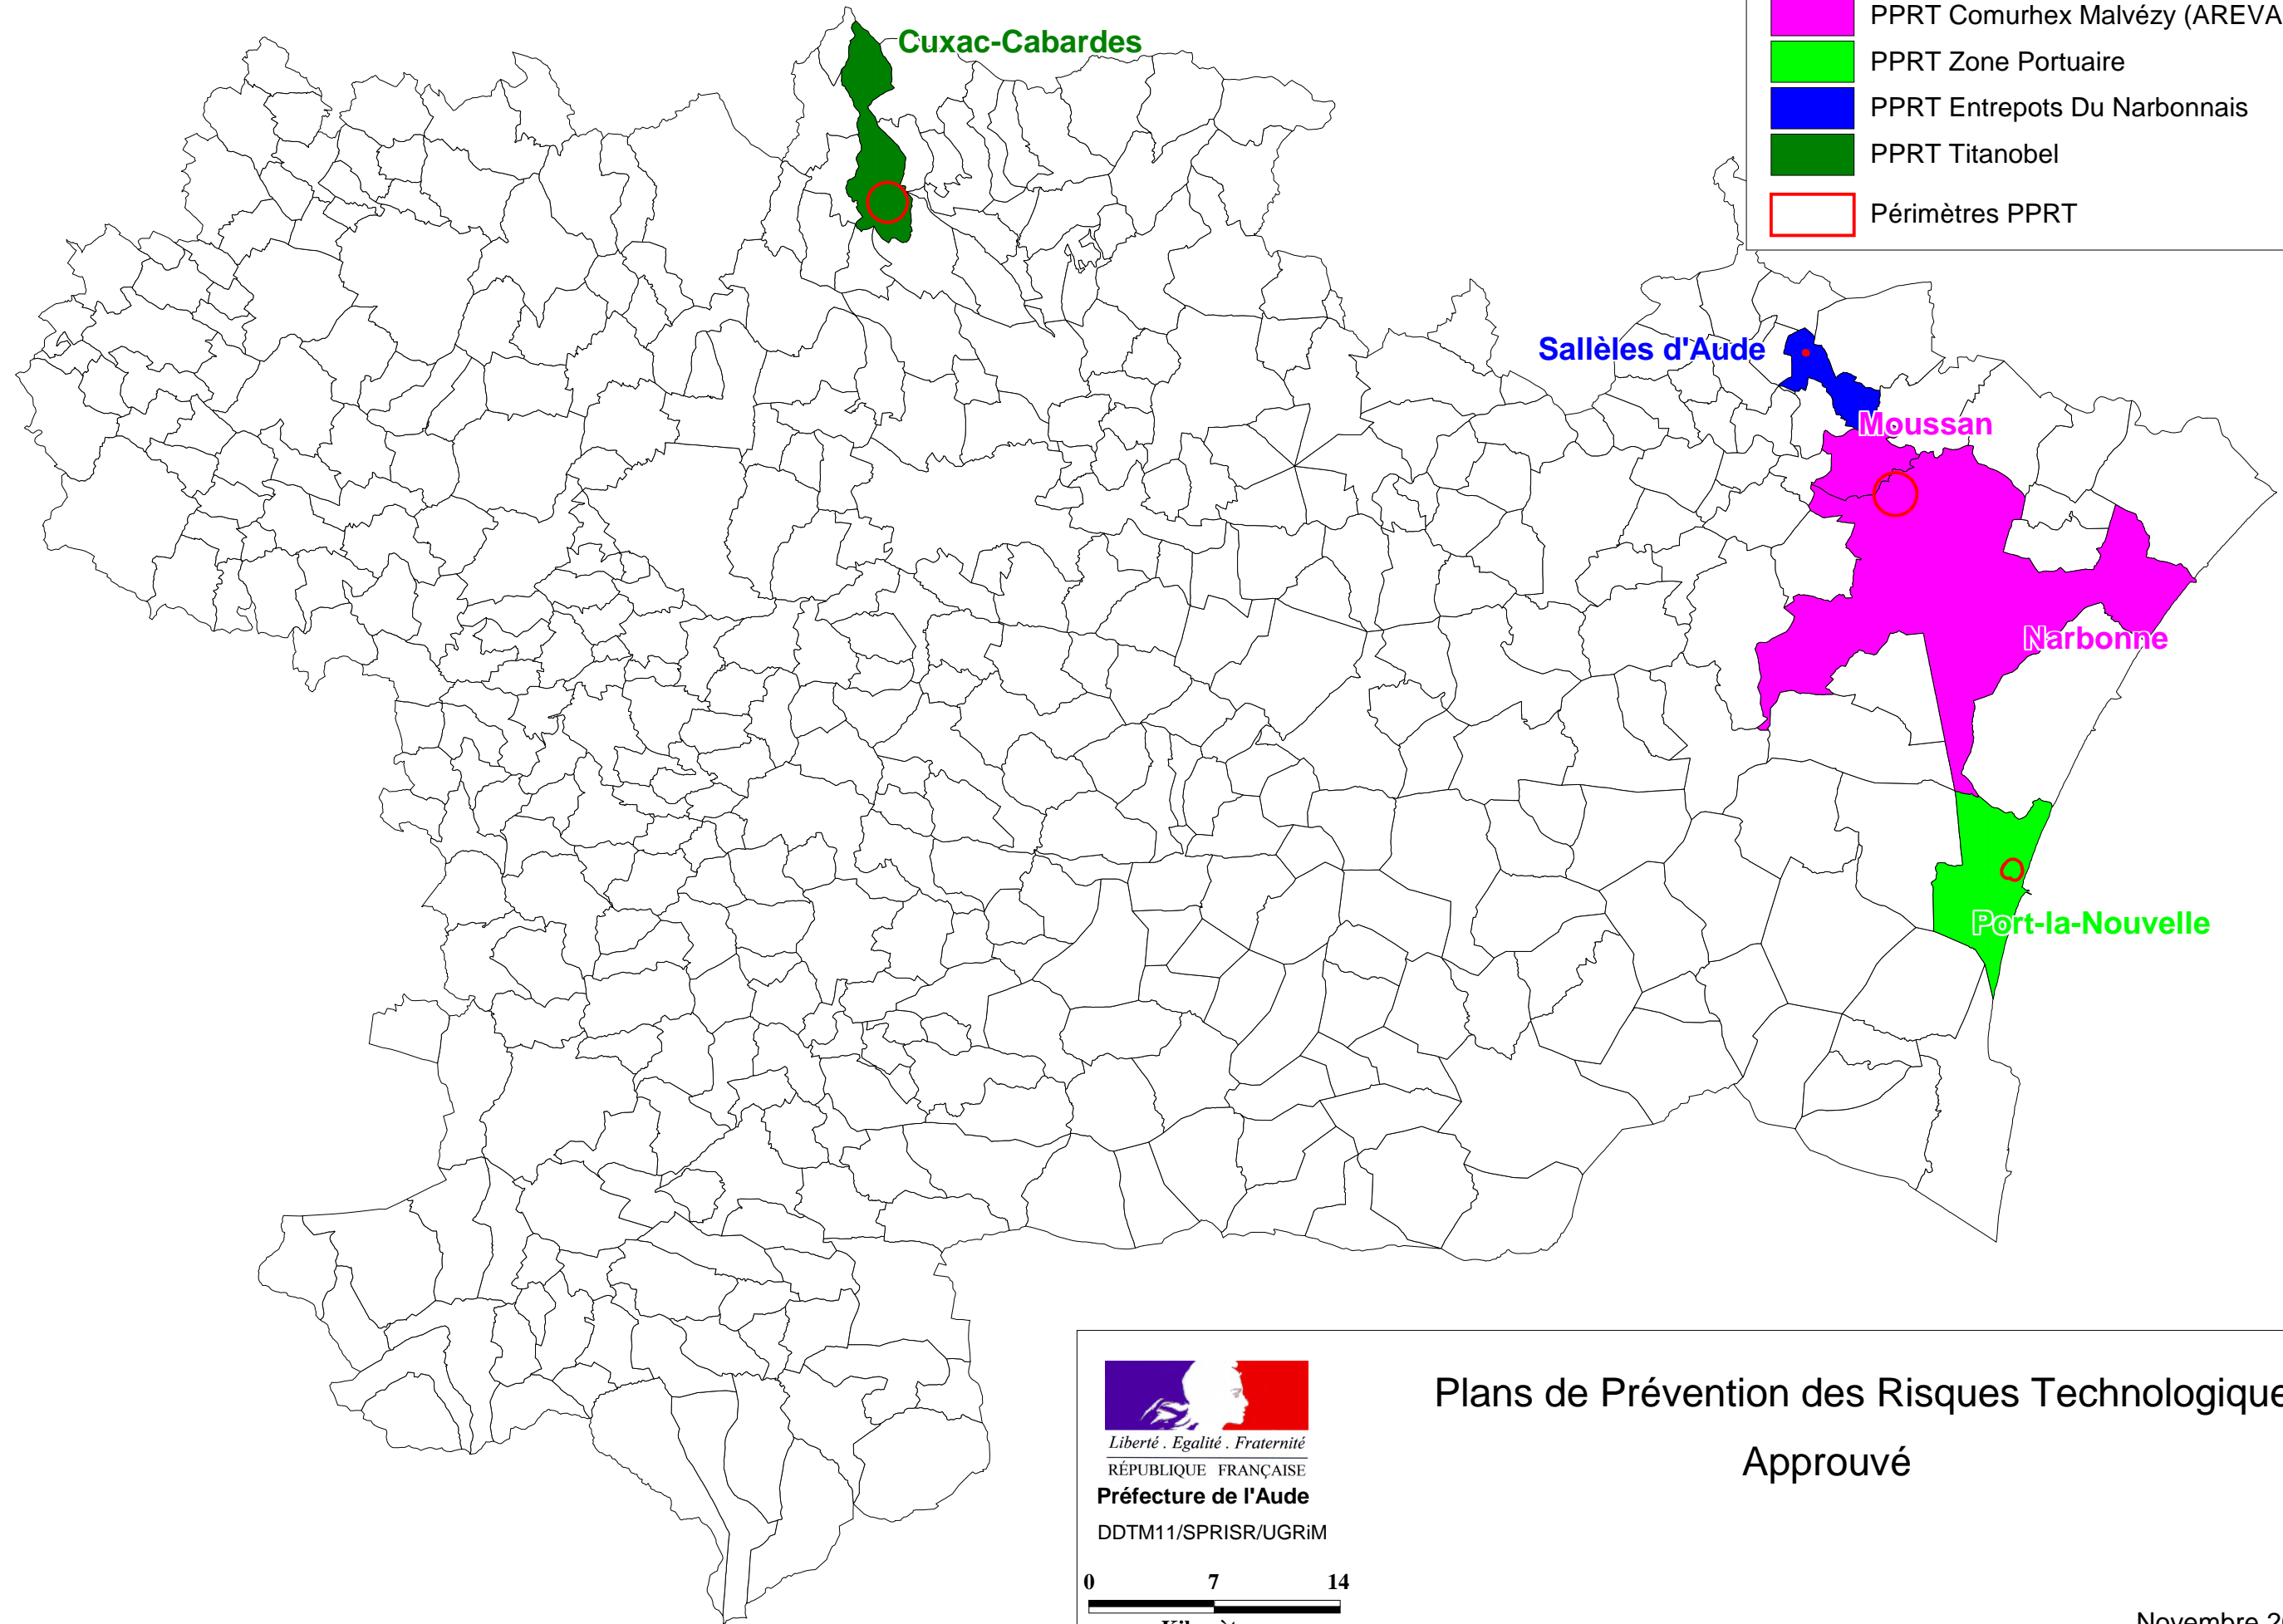 PPRT Comurhex Malvézy (AREVA
PPRT Zone Portuaire
PPRT Entrepots Du Narbonnais
PPRT Titanobel
Périmètres PPRT
Cuxac-Cabardes
Sallèles d'Aude
Moussan
Narbonne
Port-la-Nouvelle
Liberté . Egalité . Fraternité
RÉPUBLIQUE FRANÇAISE
Préfecture de l'Aude
DDTM11/SPRISR/UGRiM
0 7 14
Plans de Prévention des Risques Technologique
Approuvé
Novembre